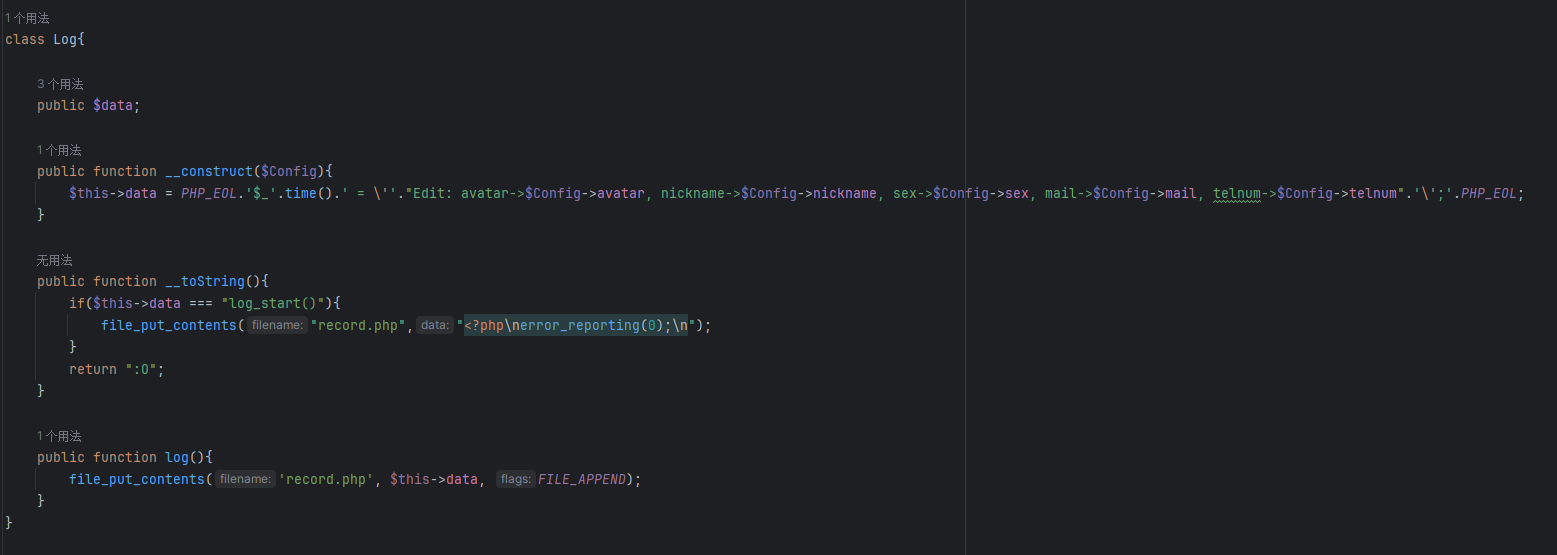 1 个用法
class Log{
3 个用法
public $data;
1 个用法
public function __construct($Config){
$this->data = PHP_EOL.'$_'.time().' = \''."Edit: avatar->$Config->avatar, nickname->$Config->nickname, sex->$Config->sex, mail->$Config->mail, telnum->$Config->telnum".'\';'.PHP_EOL;
}
无用法
public function __toString(){
if($this->data === "log_start()"){
file_put_contents( filename: "record.php", data: "<?php\nerror_reporting(0);\n");
}
return ":O";
}
1 个用法
public function log(){
file_put_contents( filename: 'record.php', $this->data, flags: FILE_APPEND);
}
}